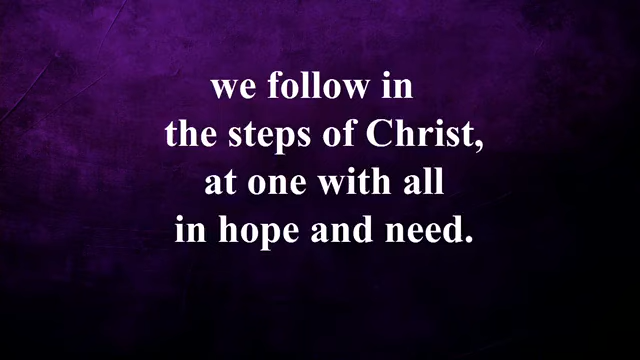 we follow in
the steps of Christ,
at one with all
in hope and need.